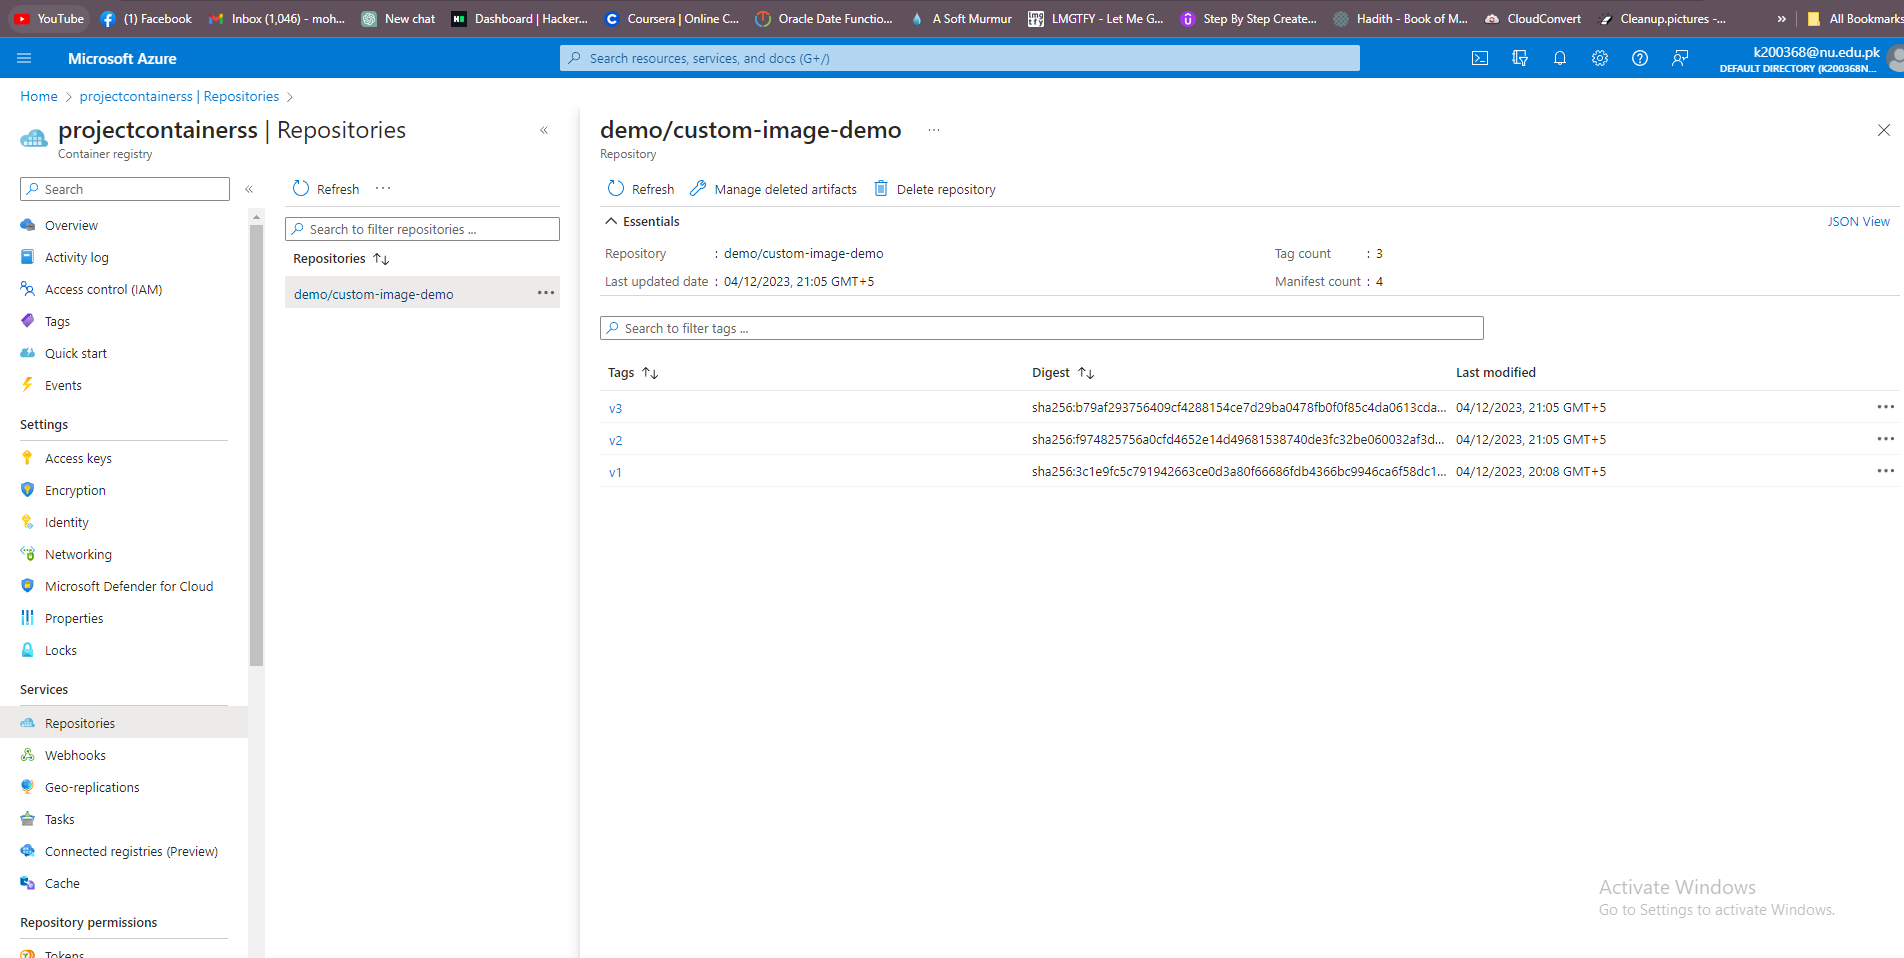 YouTube (1) Facebook Inbox (1,046) - moh... New chat Dashboard | Hacker... Coursera | Online C... Oracle Date Functio... A Soft Murmur LMGTFY - Let Me G... Step By Step Create... Hadith - Book of M... CloudConvert Cleanup.pictures -... » All Bookmarks
Microsoft Azure Search resources, services, and docs (G+/) k200368@nu.edu.pk
DEFAULT DIRECTORY (K200368N...
Home > projectcontainerss | Repositories >
projectcontainerss | Repositories
Container registry
Search
Overview
Activity log
Access control (IAM)
Tags
Quick start
Events
Settings
Access keys
Encryption
Identity
Networking
Microsoft Defender for Cloud
Properties
Locks
Services
Repositories
Webhooks
Geo-replications
Tasks
Connected registries (Preview)
Cache
Repository permissions
Tokens
Refresh ...
Search to filter repositories ...
Repositories ↑↓
demo/custom-image-demo ...
demo/custom-image-demo ...
Repository
Refresh Manage deleted artifacts Delete repository
Essentials JSON View
Repository : demo/custom-image-demo Tag count : 3
Last updated date : 04/12/2023, 21:05 GMT+5 Manifest count : 4
Search to filter tags ...
Tags ↑↓ Digest ↑↓ Last modified
v3 sha256:b79af293756409cf4288154ce7d29ba0478fb0f0f85c4da0613cda... 04/12/2023, 21:05 GMT+5 ...
v2 sha256:f974825756a0cfd4652e14d49681538740de3fc32be060032af3d... 04/12/2023, 21:05 GMT+5 ...
v1 sha256:3c1e9fc5c791942663ce0d3a80f66686fdb4366bc9946ca6f58dc1... 04/12/2023, 20:08 GMT+5 ...
Activate Windows
Go to Settings to activate Windows.